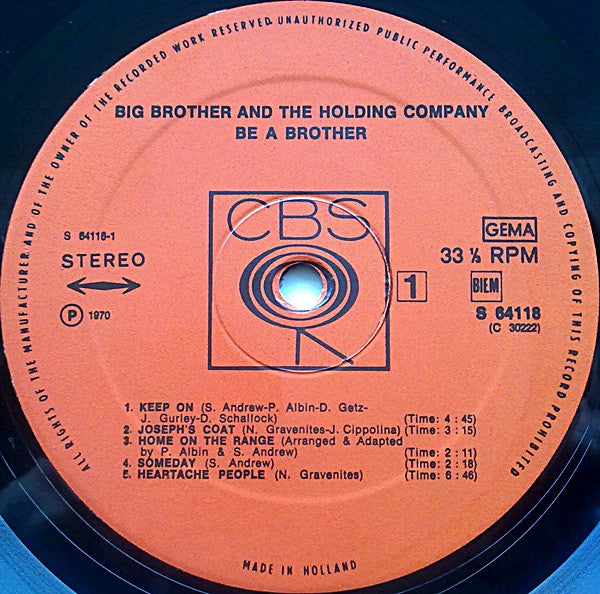 ALL RIGHTS OF THE MANUFACTURER AND OF THE OWNER OF THE RECORDED WORK RESERVED. UNAUTHORIZED PUBLIC PERFORMANCE BROADCASTING AND COPYING OF THIS RECORD PROHIBITED
BIG BROTHER AND THE HOLDING COMPANY
BE A BROTHER
CBS
S 64118-1
STEREO
Ⓟ 1970
GEMA
33 ⅓ RPM
1
BIEM
S 64118
(C 30222)
1. KEEP ON (S. Andrew-P. Albin-D. Getz-
J. Gurley-D. Schallock) (Time: 4 : 45)
2. JOSEPH'S COAT (N. Gravenites-J. Cippolina) (Time: 3 : 15)
3. HOME ON THE RANGE (Arranged & Adapted
by P. Albin & S. Andrew) (Time: 2 : 11)
4. SOMEDAY (S. Andrew) (Time: 2 : 18)
5. HEARTACHE PEOPLE (N. Gravenites) (Time: 6 : 46)
MADE IN HOLLAND